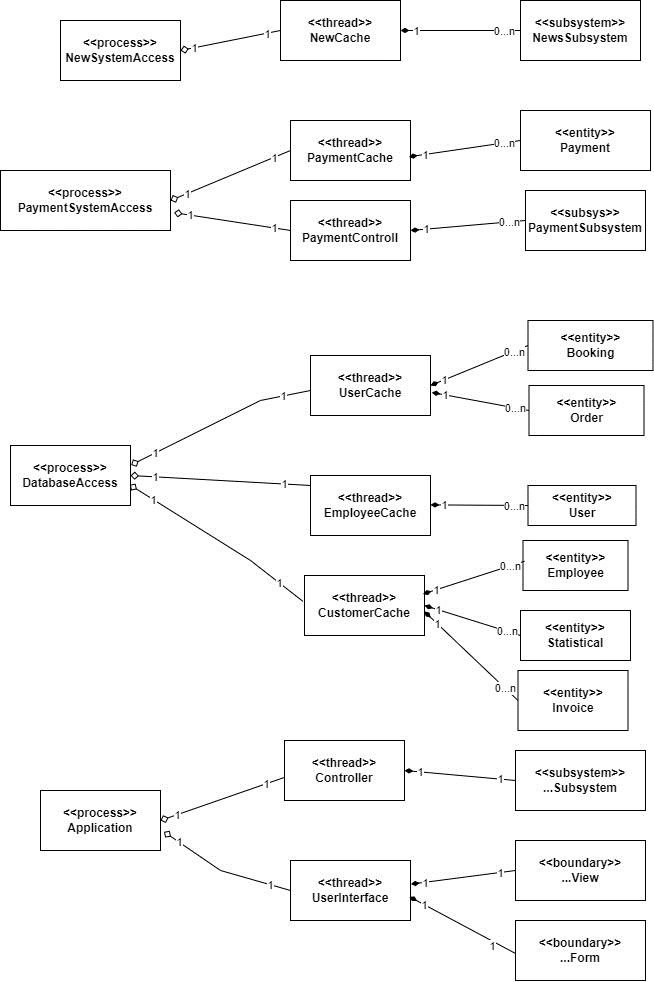 <<process>>
NewSystemAccess
1
1
<<thread>>
NewCache
1
0...n
<<subsystem>>
NewsSubsystem
<<process>>
PaymentSystemAccess
1
1
1
1
<<thread>>
PaymentCache
1
0...n
<<entity>>
Payment
<<thread>>
PaymentControll
1
0...n
<<subsys>>
PaymentSubsystem
<<process>>
DatabaseAccess
1
1
1
1
1
1
<<thread>>
UserCache
1
0...n
<<entity>>
Booking
1
0...n
<<entity>>
Order
<<thread>>
EmployeeCache
1
0...n
<<entity>>
User
<<thread>>
CustomerCache
1
0...n
<<entity>>
Employee
1
0...n
<<entity>>
Statistical
1
0...n
<<entity>>
Invoice
<<process>>
Application
1
1
1
1
<<thread>>
Controller
1
1
<<subsystem>>
...Subsystem
<<thread>>
UserInterface
1
1
<<boundary>>
...View
1
1
<<boundary>>
...Form